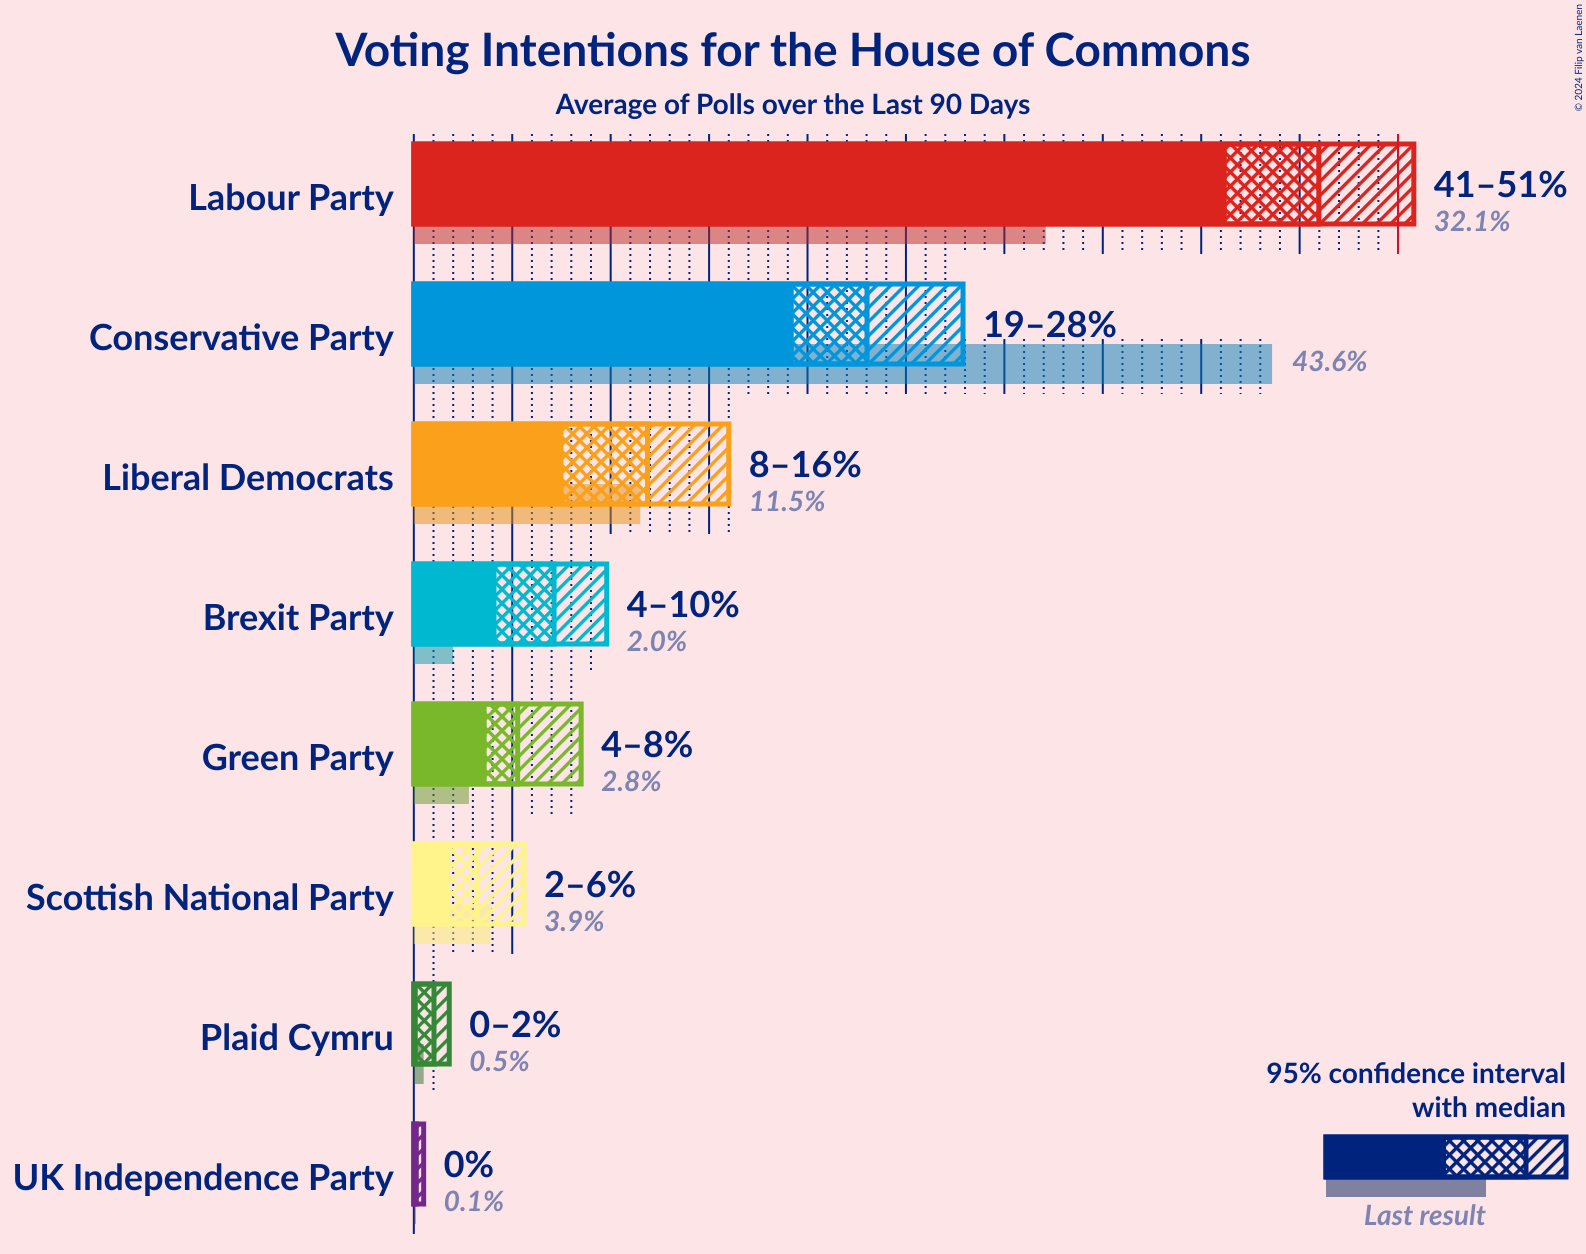 Voting Intentions for the House of Commons
Average of Polls over the Last 90 Days
© 2024 Filip van Laenen
Labour Party
41–51%
32.1%
Conservative Party
19–28%
43.6%
Liberal Democrats
8–16%
11.5%
Brexit Party
4–10%
2.0%
Green Party
4–8%
2.8%
Scottish National Party
2–6%
3.9%
Plaid Cymru
0–2%
0.5%
UK Independence Party
0%
0.1%
95% confidence interval
with median
Last result